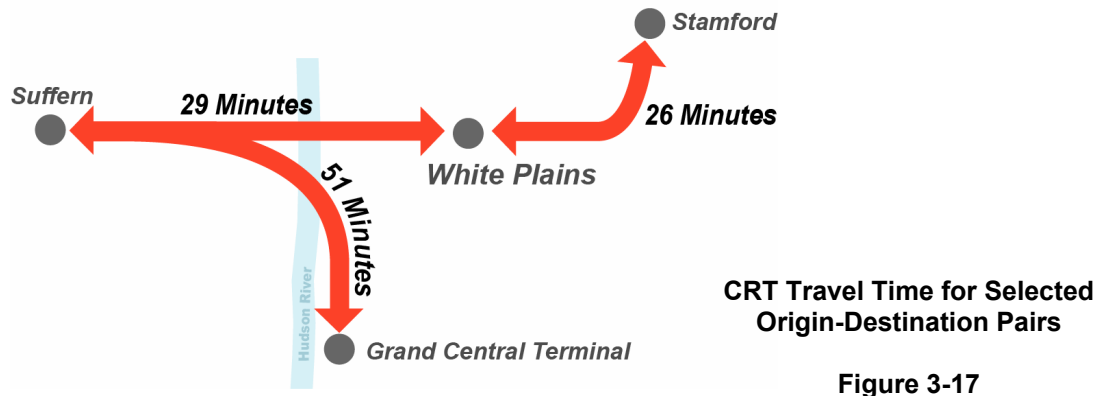 Stamford
Suffern
29 Minutes
26 Minutes
White Plains
51 Minutes
Hudson River
Grand Central Terminal
CRT Travel Time for Selected
Origin-Destination Pairs
Figure 3-17